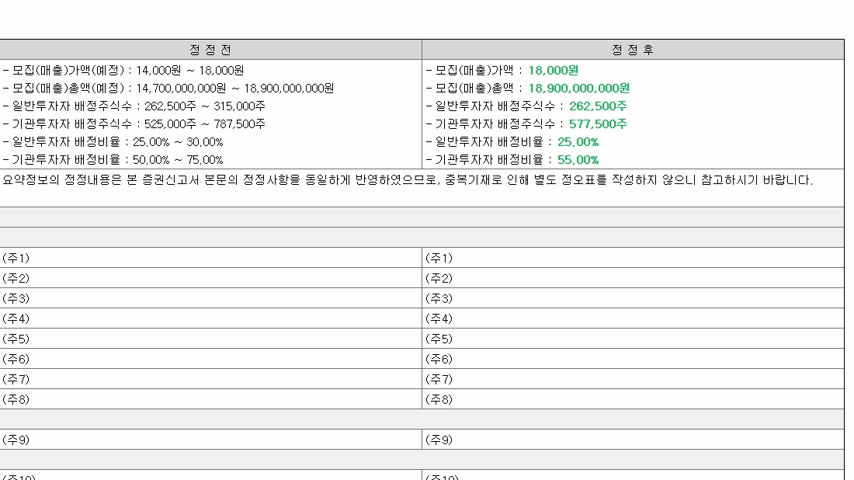 정 정 전
정 정 후
- 모집(매출)가액(예정) : 14,000원 ~ 18,000원
- 모집(매출)총액(예정) : 14,700,000,000원 ~ 18,900,000,000원
- 일반투자자 배정주식수 : 262,500주 ~ 315,000주
- 기관투자자 배정주식수 : 525,000주 ~ 787,500주
- 일반투자자 배정비율 : 25.00% ~ 30.00%
- 기관투자자 배정비율 : 50.00% ~ 75.00%
- 모집(매출)가액 : 18,000원
- 모집(매출)총액 : 18,900,000,000원
- 일반투자자 배정주식수 : 262,500주
- 기관투자자 배정주식수 : 577,500주
- 일반투자자 배정비율 : 25.00%
- 기관투자자 배정비율 : 55.00%
요약정보의 정정내용은 본 증권신고서 본문의 정정사항을 동일하게 반영하였으므로, 중복기재로 인해 별도 정오표를 작성하지 않으니 참고하시기 바랍니다.
(주1) (주1)
(주2) (주2)
(주3) (주3)
(주4) (주4)
(주5) (주5)
(주6) (주6)
(주7) (주7)
(주8) (주8)
(주9) (주9)
(주10) (주10)